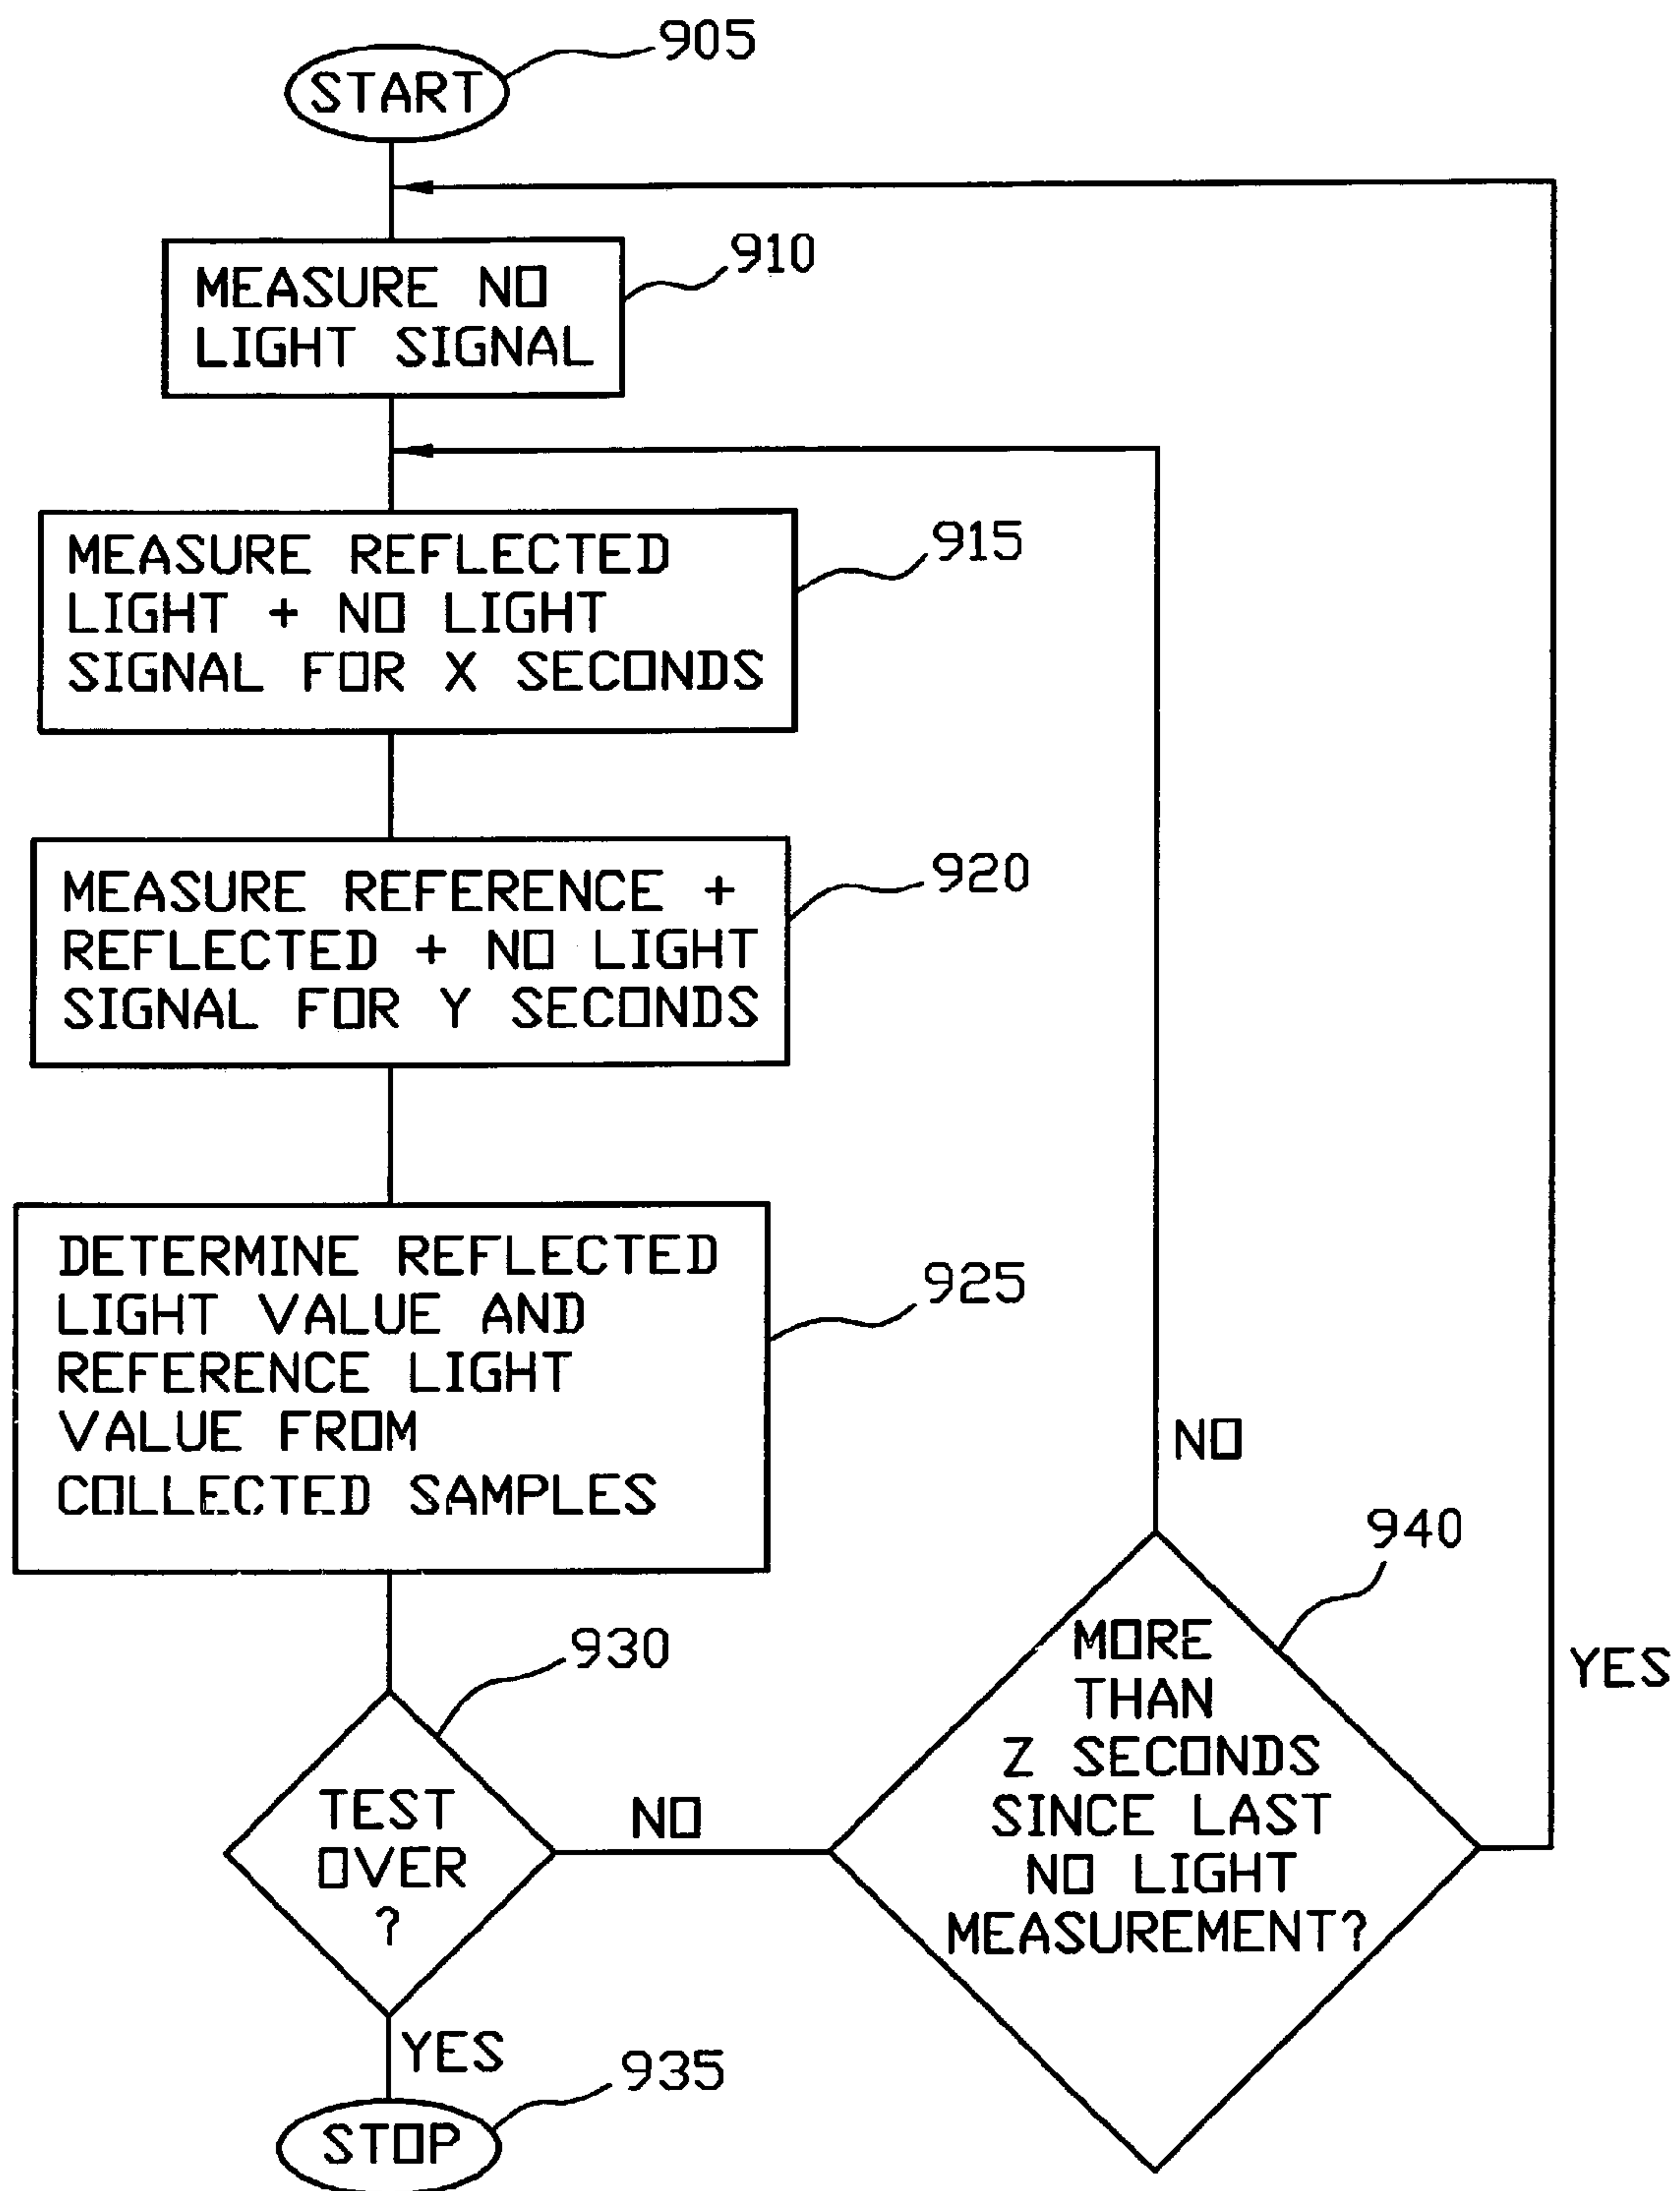 905
START
910
MEASURE NO
LIGHT SIGNAL
915
MEASURE REFLECTED
LIGHT + NO LIGHT
SIGNAL FOR X SECONDS
920
MEASURE REFERENCE +
REFLECTED + NO LIGHT
SIGNAL FOR Y SECONDS
925
DETERMINE REFLECTED
LIGHT VALUE AND
REFERENCE LIGHT
VALUE FROM
COLLECTED SAMPLES
930
TEST
OVER
?
NO
YES
935
STOP
940
MORE
THAN
Z SECONDS
SINCE LAST
NO LIGHT
MEASUREMENT?
NO
YES